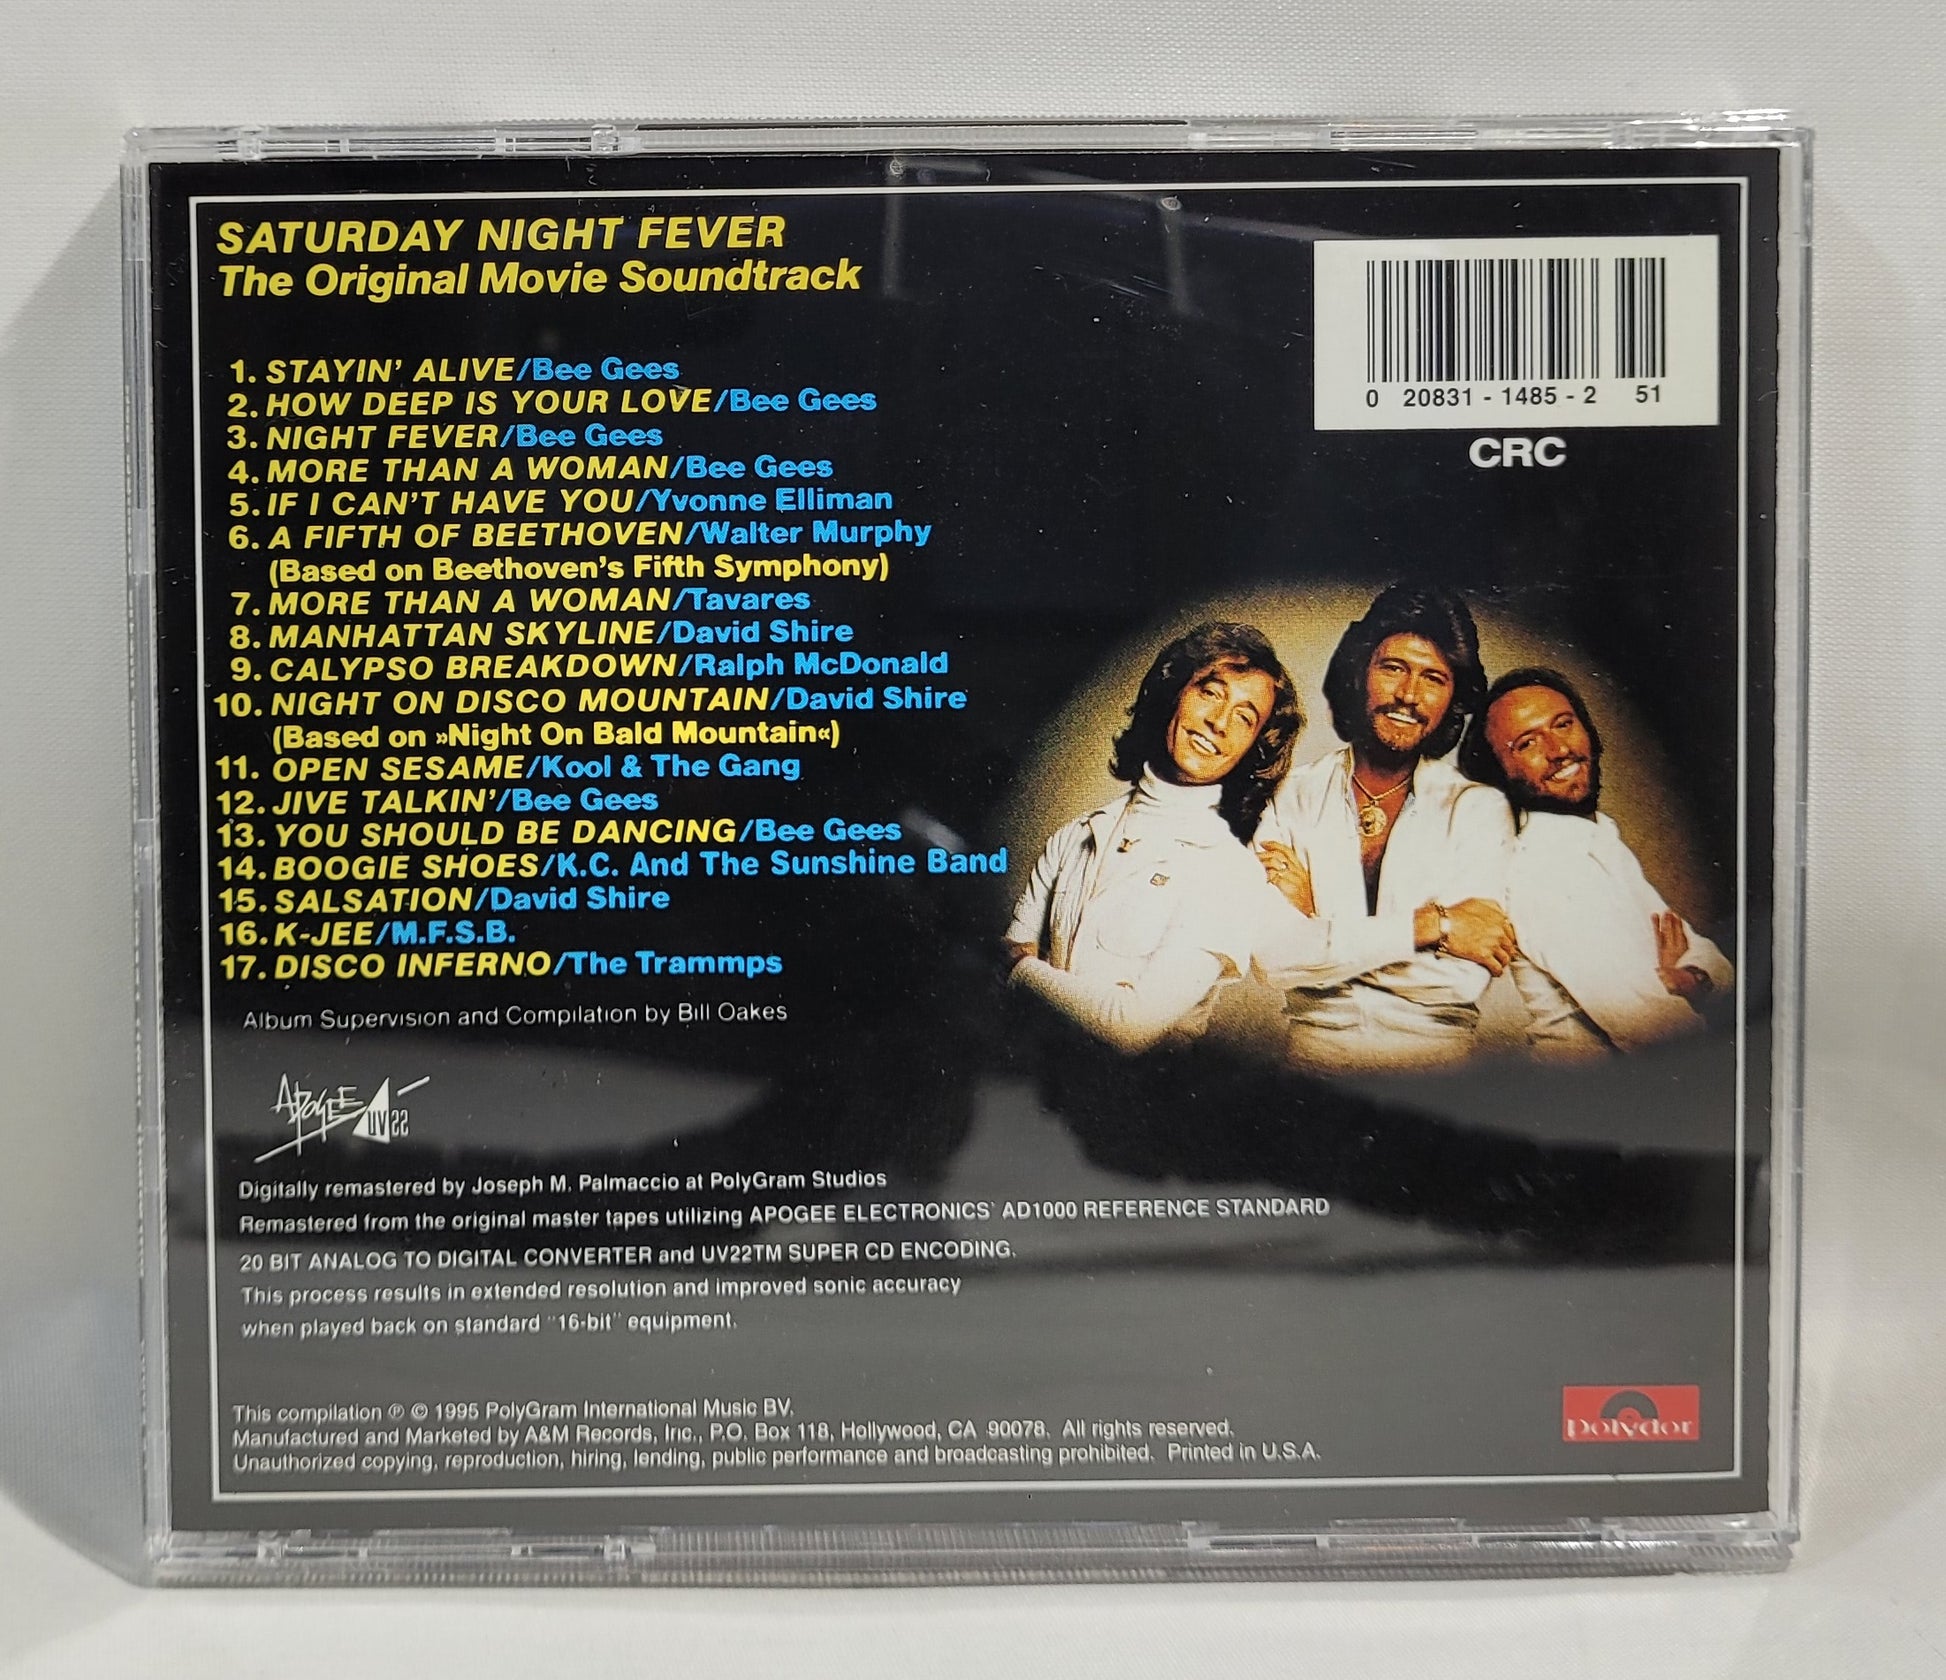 SATURDAY NIGHT FEVER
The Original Movie Soundtrack
1. STAYIN' ALIVE/Bee Gees
2. HOW DEEP IS YOUR LOVE/Bee Gees
3. NIGHT FEVER/Bee Gees
4. MORE THAN A WOMAN/Bee Gees
5. IF I CAN'T HAVE YOU/Yvonne Elliman
6. A FIFTH OF BEETHOVEN/Walter Murphy
(Based on Beethoven's Fifth Symphony)
7. MORE THAN A WOMAN/Tavares
8. MANHATTAN SKYLINE/David Shire
9. CALYPSO BREAKDOWN/Ralph McDonald
10. NIGHT ON DISCO MOUNTAIN/David Shire
(Based on »Night On Bald Mountain«)
11. OPEN SESAME/Kool & The Gang
12. JIVE TALKIN'/Bee Gees
13. YOU SHOULD BE DANCING/Bee Gees
14. BOOGIE SHOES/K.C. And The Sunshine Band
15. SALSATION/David Shire
16. K-JEE/M.F.S.B.
17. DISCO INFERNO/The Trammps
0 20831 - 1485 - 2 51
CRC
Album Supervision and Compilation by Bill Oakes
APOGEE UV22
Digitally remastered by Joseph M. Palmaccio at PolyGram Studios
Remastered from the original master tapes utilizing APOGEE ELECTRONICS' AD1000 REFERENCE STANDARD
20 BIT ANALOG TO DIGITAL CONVERTER and UV22TM SUPER CD ENCODING.
This process results in extended resolution and improved sonic accuracy
when played back on standard "16-bit" equipment.
This compilation ℗ © 1995 PolyGram International Music BV.
Manufactured and Marketed by A&M Records, Inc., P.O. Box 118, Hollywood, CA 90078. All rights reserved.
Unauthorized copying, reproduction, hiring, lending, public performance and broadcasting prohibited. Printed in U.S.A.
Polydor